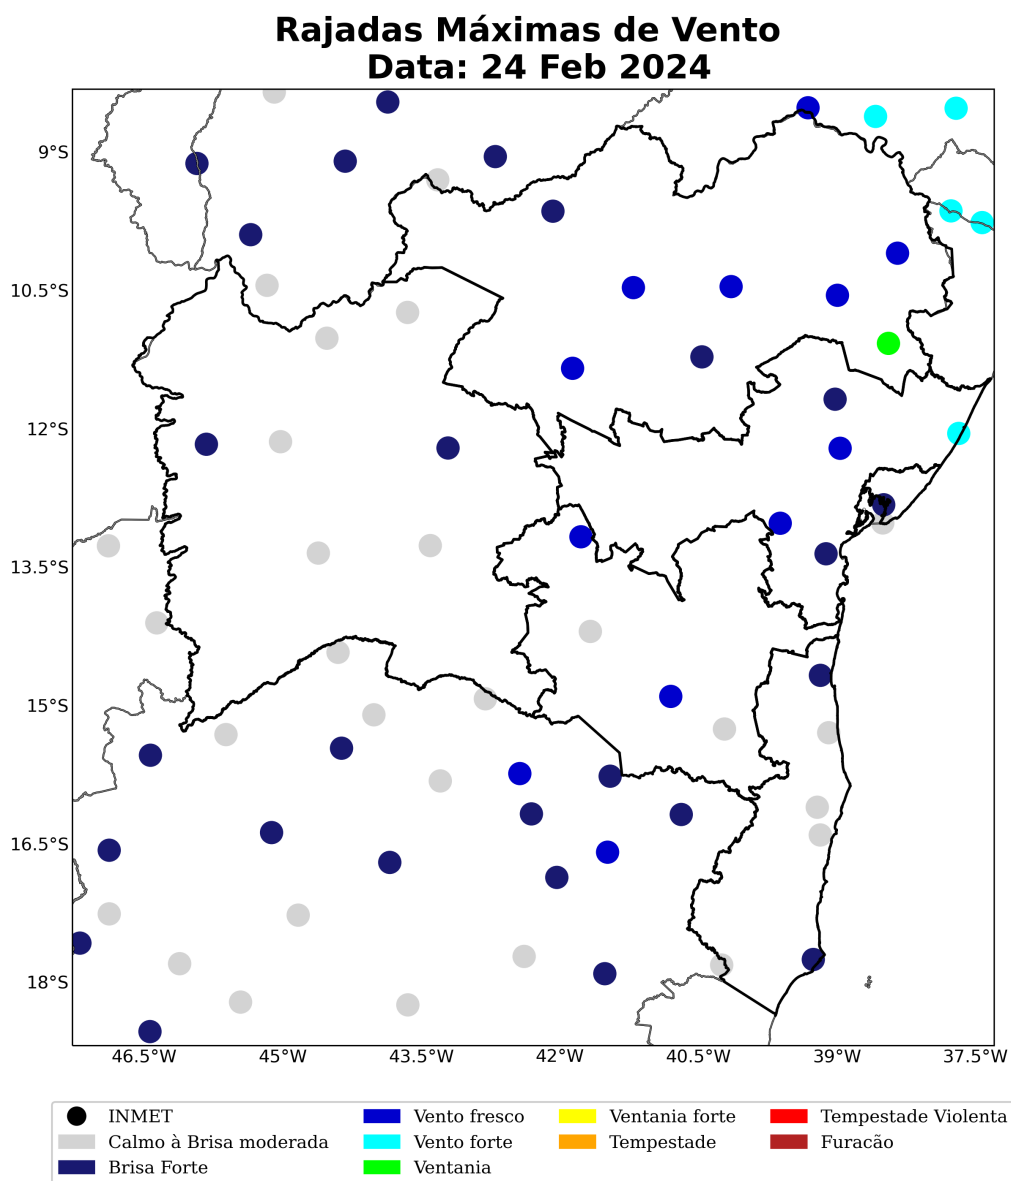 Rajadas Máximas de Vento
Data: 24 Feb 2024
9°S
10.5°S
12°S
13.5°S
15°S
16.5°S
18°S
46.5°W 45°W 43.5°W 42°W 40.5°W 39°W 37.5°W
INMET Vento fresco Ventania forte Tempestade Violenta
Calmo à Brisa moderada Vento forte Tempestade Furacão
Brisa Forte Ventania